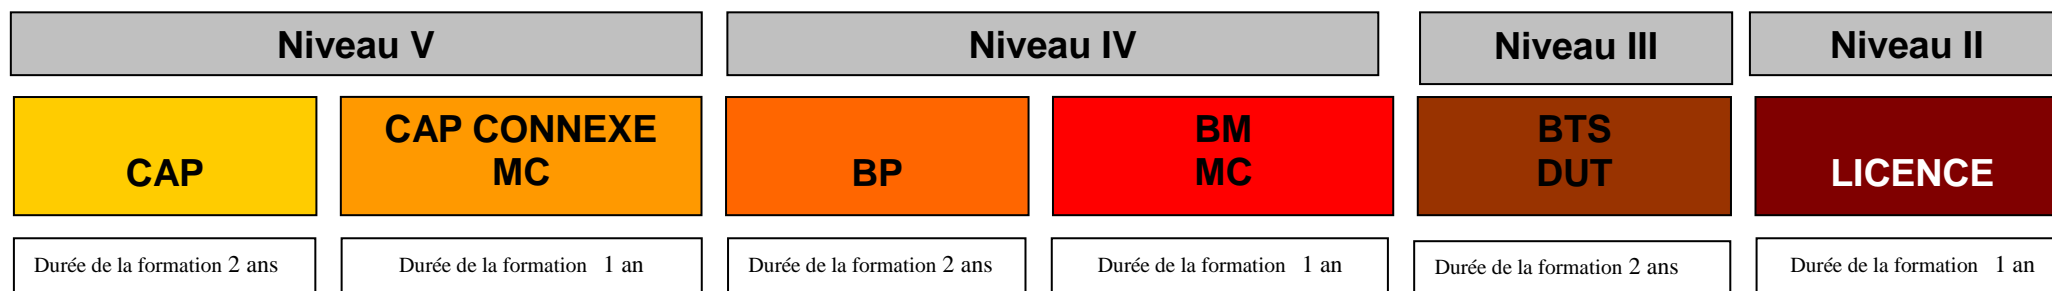 Niveau V
Niveau IV
Niveau III
Niveau II
CAP
CAP CONNEXE
MC
BP
BM
MC
BTS
DUT
LICENCE
Durée de la formation 2 ans
Durée de la formation 1 an
Durée de la formation 2 ans
Durée de la formation 1 an
Durée de la formation 2 ans
Durée de la formation 1 an